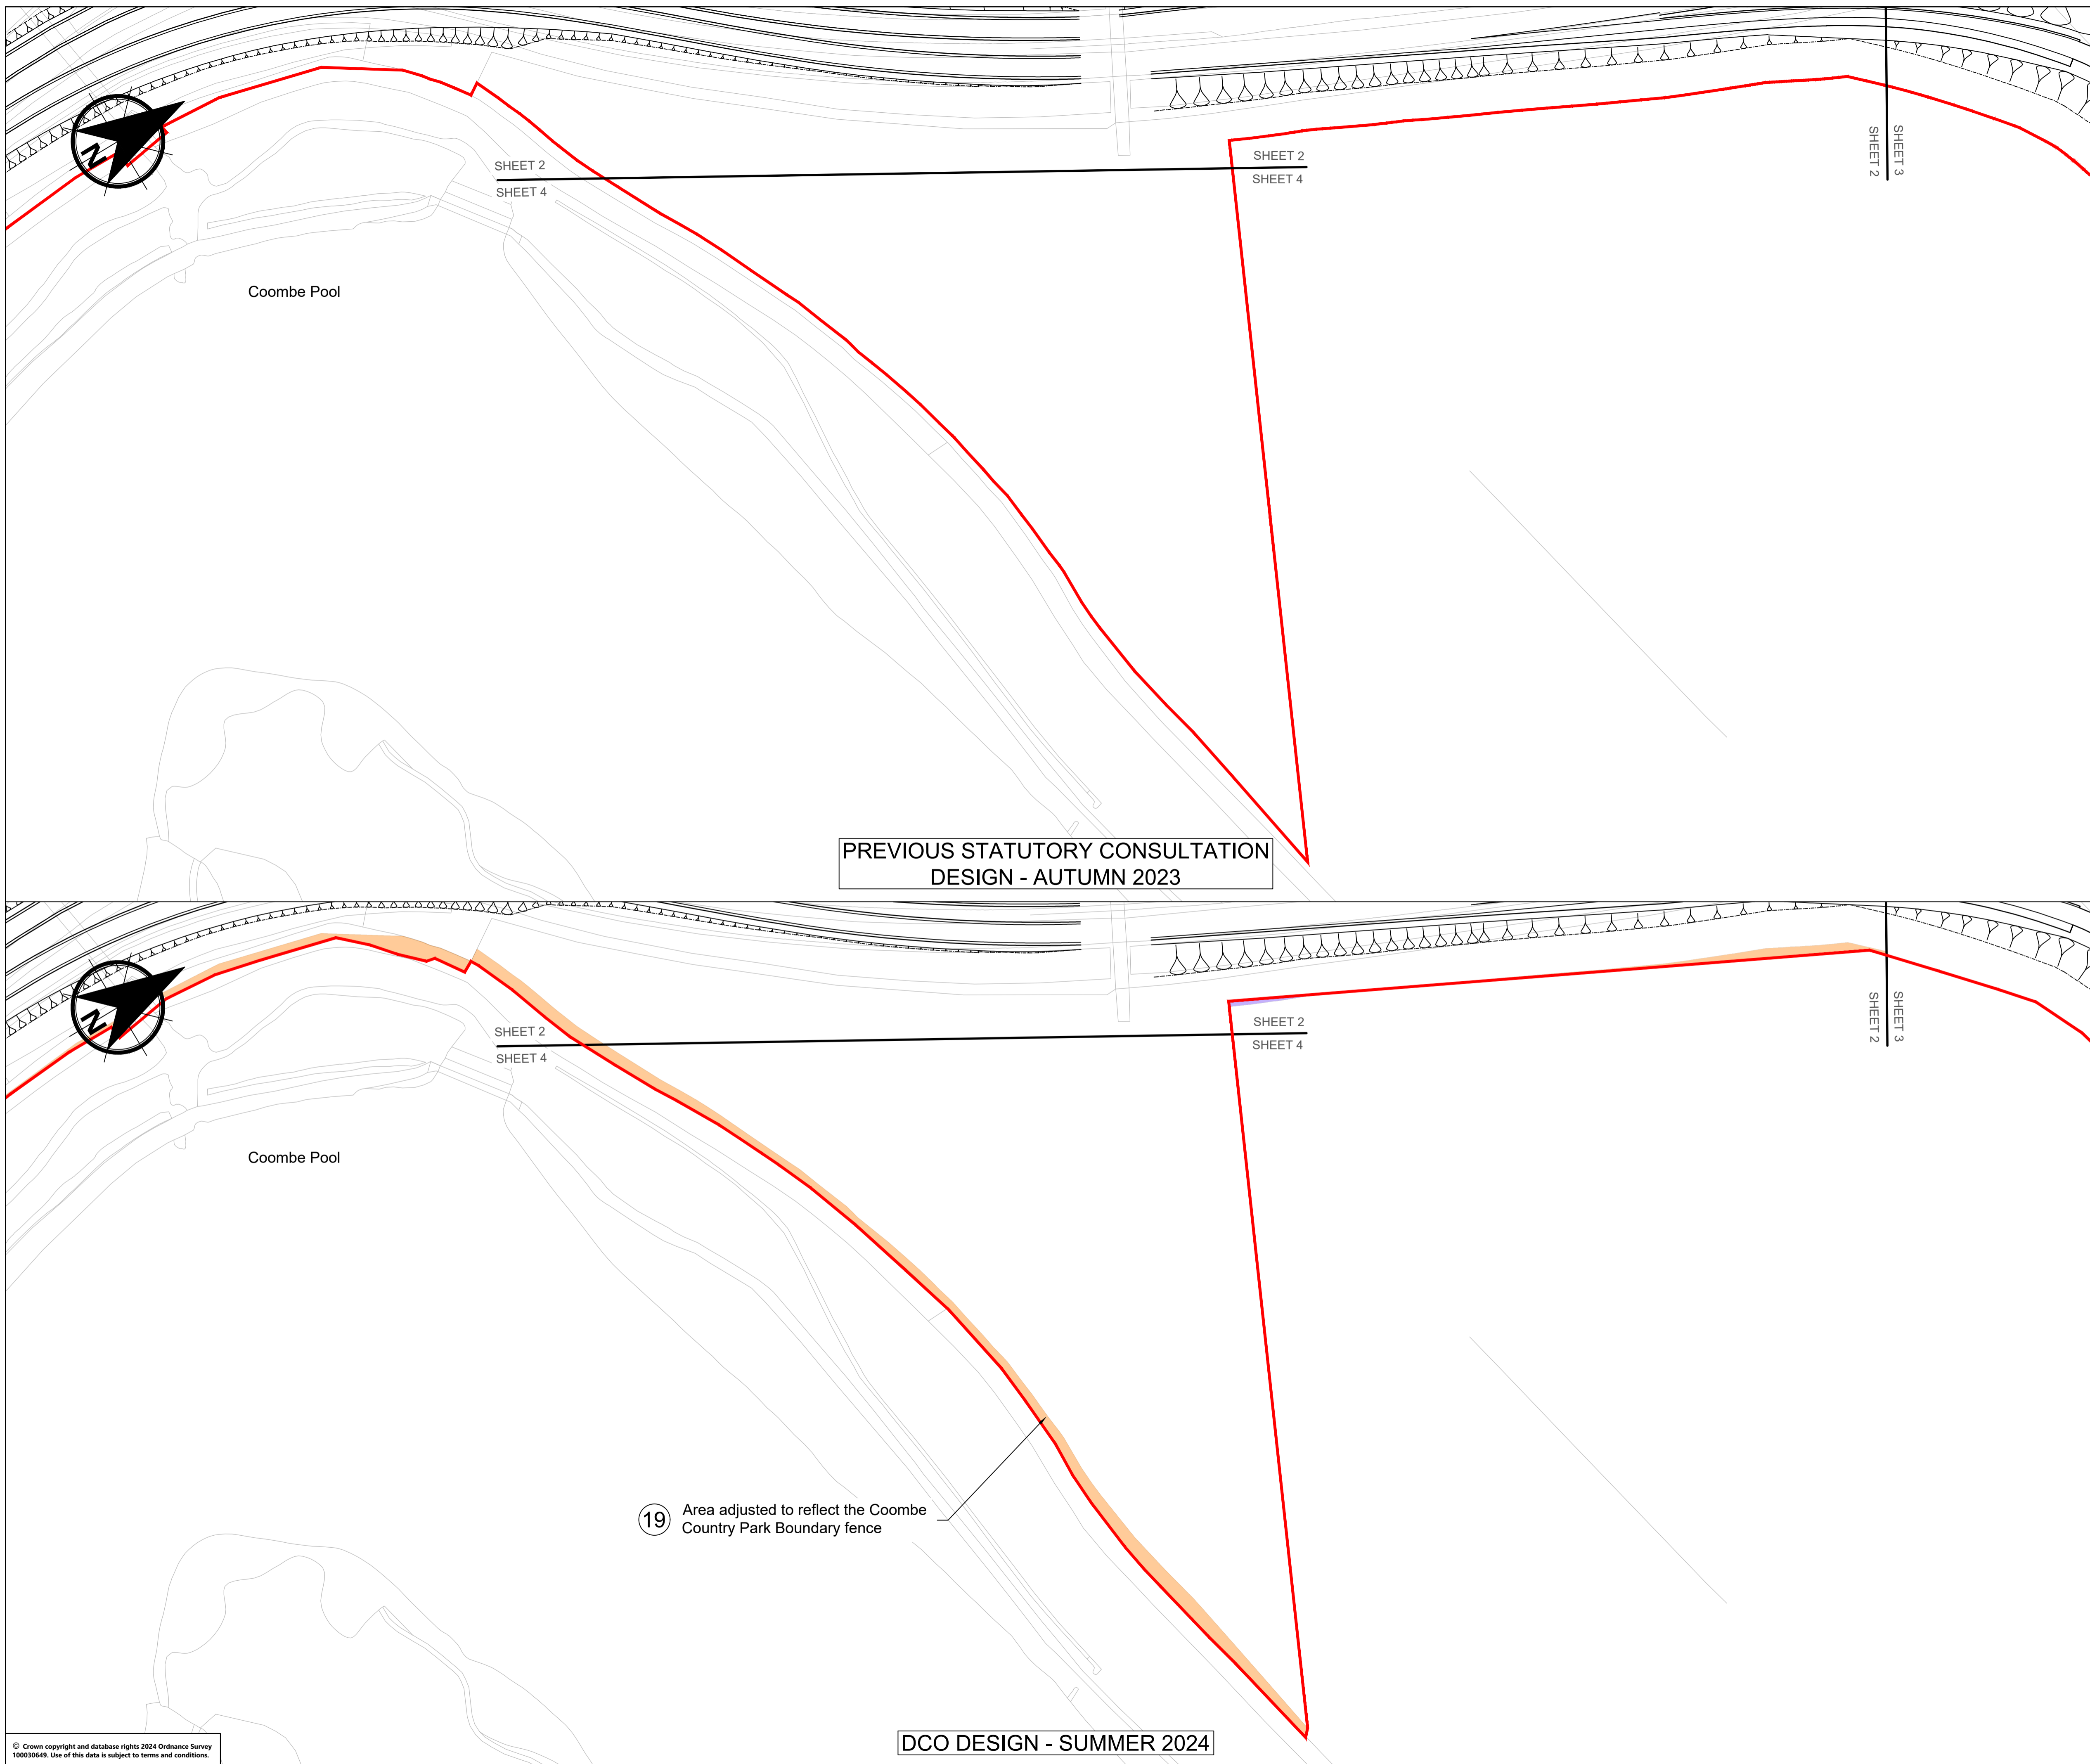 N
SHEET 2
SHEET 4
SHEET 2
SHEET 4
SHEET 2
SHEET 3
Coombe Pool
PREVIOUS STATUTORY CONSULTATION
DESIGN - AUTUMN 2023
N
SHEET 2
SHEET 4
SHEET 2
SHEET 4
SHEET 2
SHEET 3
Coombe Pool
19 Area adjusted to reflect the Coombe
Country Park Boundary fence
DCO DESIGN - SUMMER 2024
© Crown copyright and database rights 2024 Ordnance Survey
100030649. Use of this data is subject to terms and conditions.